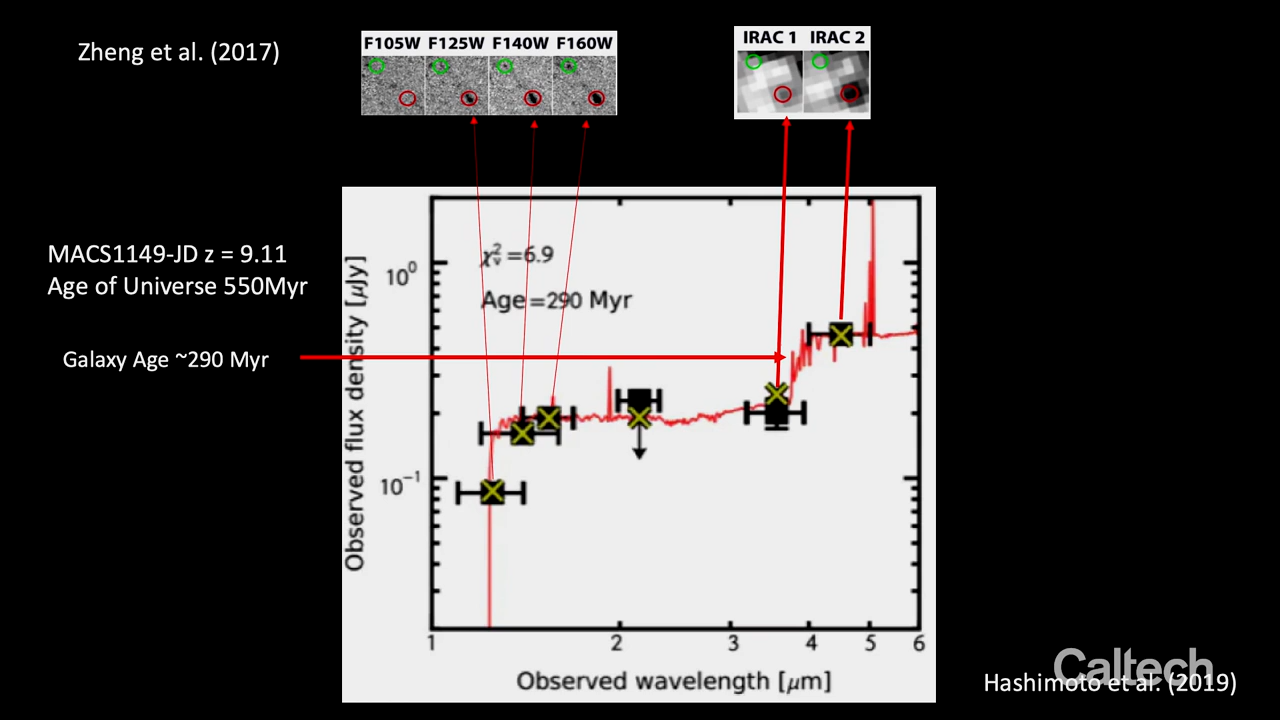 Zheng et al. (2017)
F105W F125W F140W F160W
IRAC 1 IRAC 2
MACS1149-JD z = 9.11
Age of Universe 550Myr
Galaxy Age ~290 Myr
χ²ᵥ=6.9
Age=290 Myr
Observed flux density [μJy]
10⁰
10⁻¹
1 2 3 4 5 6
Observed wavelength [μm]
Caltech
Hashimoto et al. (2019)